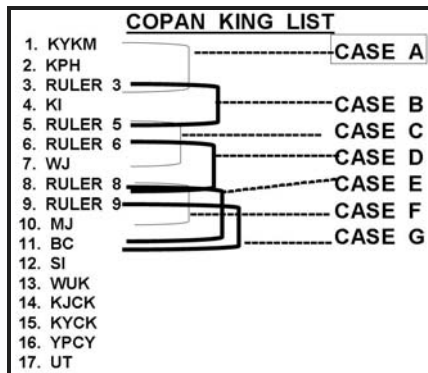 COPAN KING LIST
1. KYKM
2. KPH
3. RULER 3
4. KI
5. RULER 5
6. RULER 6
7. WJ
8. RULER 8
9. RULER 9
10. MJ
11. BC
12. SI
13. WUK
14. KJCK
15. KYCK
16. YPCY
17. UT
CASE A
CASE B
CASE C
CASE D
CASE E
CASE F
CASE G